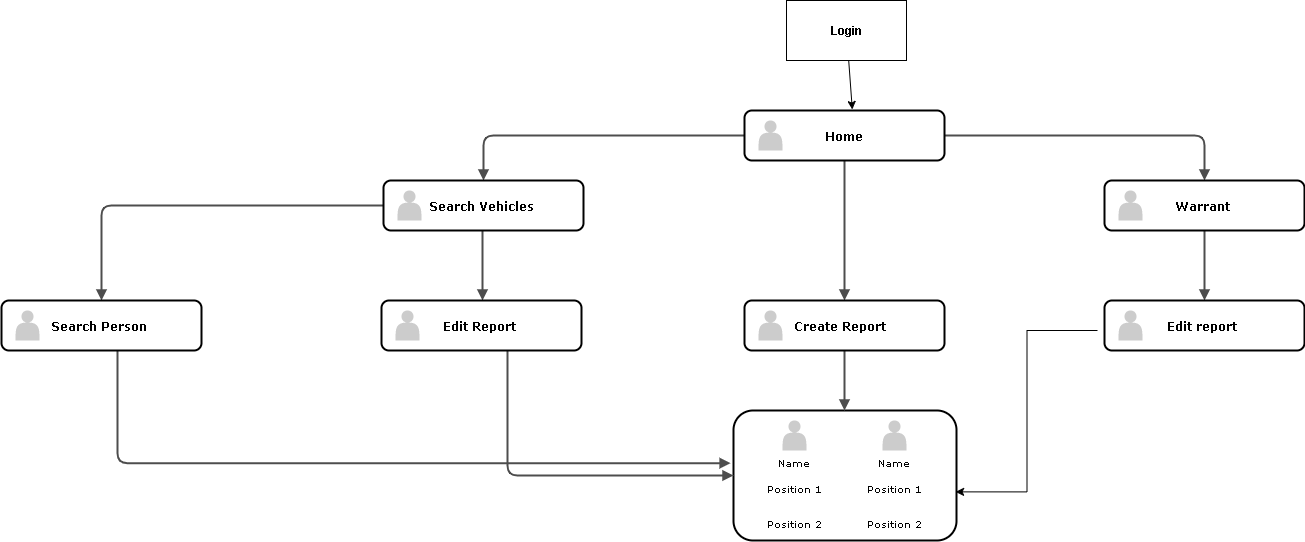 Login
Home
Search Vehicles
Warrant
Search Person
Edit Report
Create Report
Edit report
Name Name
Position 1 Position 1
Position 2 Position 2